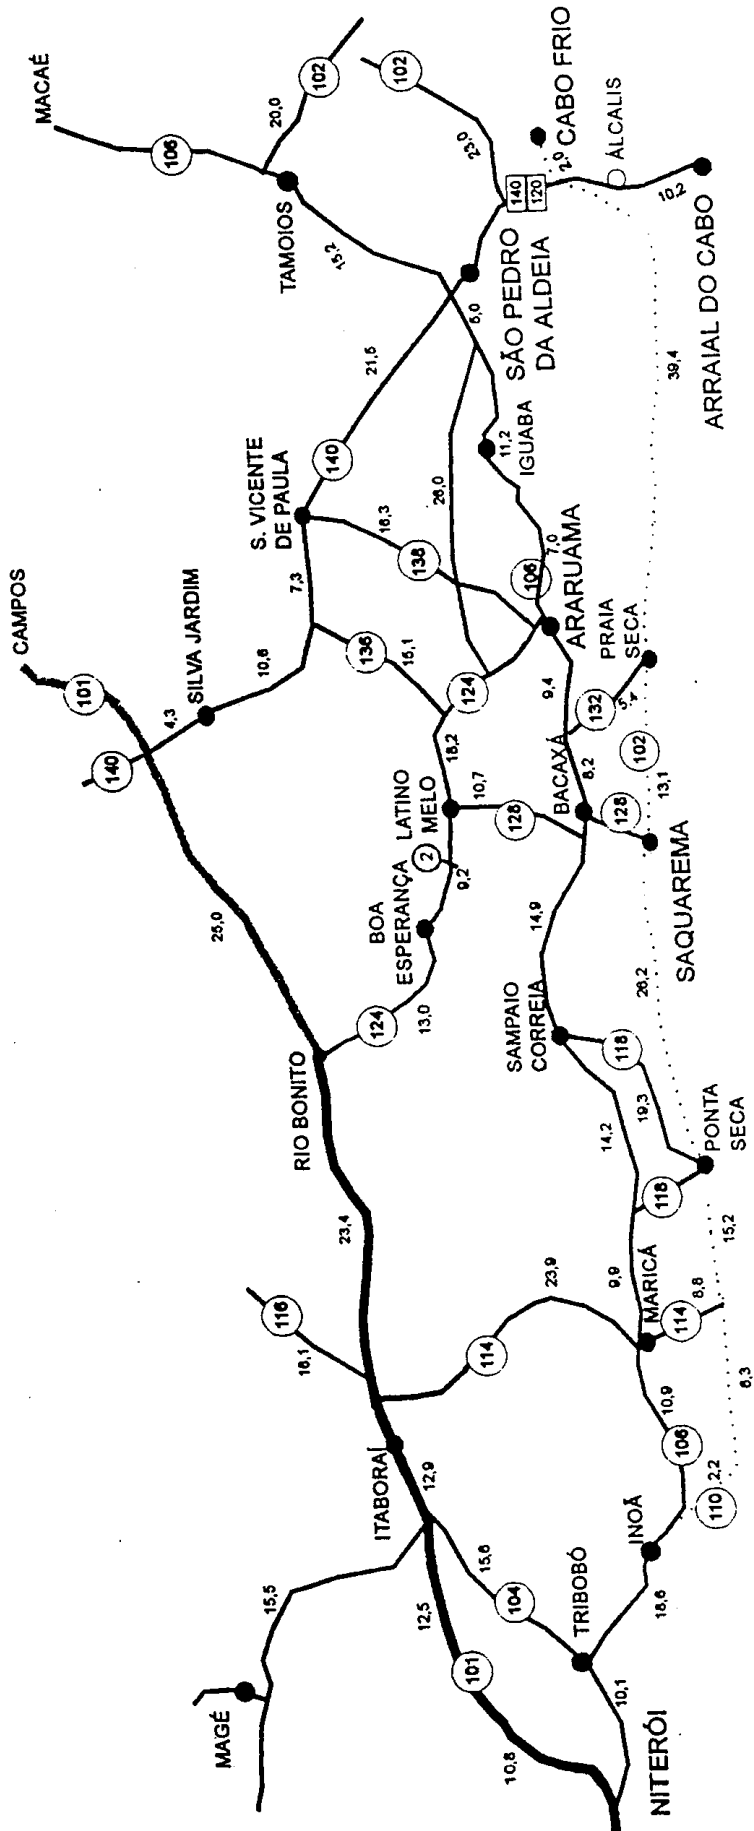 MAGÉ
15,5
NITERÓI
10,8
101
12,5
10,1
TRIBOBÓ
104
15,6
18,6
INOÃ
110
2,2
ITABORAÍ
12,9
106
10,9
6,3
116
16,1
114
23,9
MARICÁ
114
8,8
15,2
23,4
9,9
118
PONTA
SECA
19,3
118
14,2
RIO BONITO
SAMPAIO
CORREIA
124
13,0
BOA
ESPERANÇA
9,2
2
14,9
26,2
25,0
LATINO
MELO
10,7
128
BACAXÁ
128
SAQUAREMA
8,2
18,2
13,1
102
140
4,3
101
CAMPOS
SILVA JARDIM
10,6
136
15,1
124
132
9,4
PRAIA
SECA
ARARUAMA
106
7,0
7,3
S. VICENTE
DE PAULA
16,3
138
26,0
140
21,5
11,2
IGUABA
5,0
SÃO PEDRO
DA ALDEIA
39,4
ARRAIAL DO CABO
15,2
TAMOIOS
MACAÉ
106
20,0
102
23,0
102
140
120
2,0
CABO FRIO
ÁLCALIS
10,2